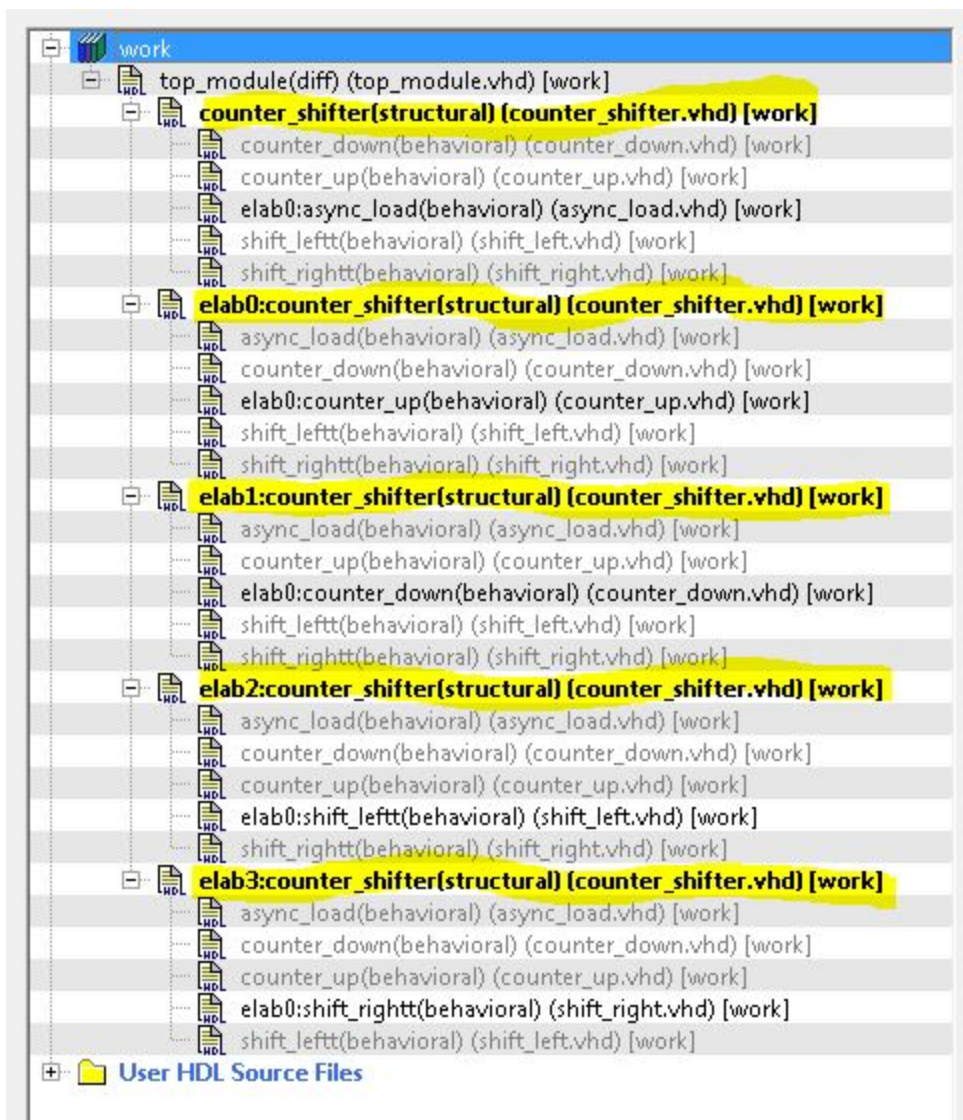 work
top_module(diff) (top_module.vhd) [work]
counter_shifter(structural) (counter_shifter.vhd) [work]
counter_down(behavioral) (counter_down.vhd) [work]
counter_up(behavioral) (counter_up.vhd) [work]
elab0:async_load(behavioral) (async_load.vhd) [work]
shift_leftt(behavioral) (shift_left.vhd) [work]
shift_rightt(behavioral) (shift_right.vhd) [work]
elab0:counter_shifter(structural) (counter_shifter.vhd) [work]
async_load(behavioral) (async_load.vhd) [work]
counter_down(behavioral) (counter_down.vhd) [work]
elab0:counter_up(behavioral) (counter_up.vhd) [work]
shift_leftt(behavioral) (shift_left.vhd) [work]
shift_rightt(behavioral) (shift_right.vhd) [work]
elab1:counter_shifter(structural) (counter_shifter.vhd) [work]
async_load(behavioral) (async_load.vhd) [work]
counter_up(behavioral) (counter_up.vhd) [work]
elab0:counter_down(behavioral) (counter_down.vhd) [work]
shift_leftt(behavioral) (shift_left.vhd) [work]
shift_rightt(behavioral) (shift_right.vhd) [work]
elab2:counter_shifter(structural) (counter_shifter.vhd) [work]
async_load(behavioral) (async_load.vhd) [work]
counter_down(behavioral) (counter_down.vhd) [work]
counter_up(behavioral) (counter_up.vhd) [work]
elab0:shift_leftt(behavioral) (shift_left.vhd) [work]
shift_rightt(behavioral) (shift_right.vhd) [work]
elab3:counter_shifter(structural) (counter_shifter.vhd) [work]
async_load(behavioral) (async_load.vhd) [work]
counter_down(behavioral) (counter_down.vhd) [work]
counter_up(behavioral) (counter_up.vhd) [work]
elab0:shift_rightt(behavioral) (shift_right.vhd) [work]
shift_leftt(behavioral) (shift_left.vhd) [work]
User HDL Source Files